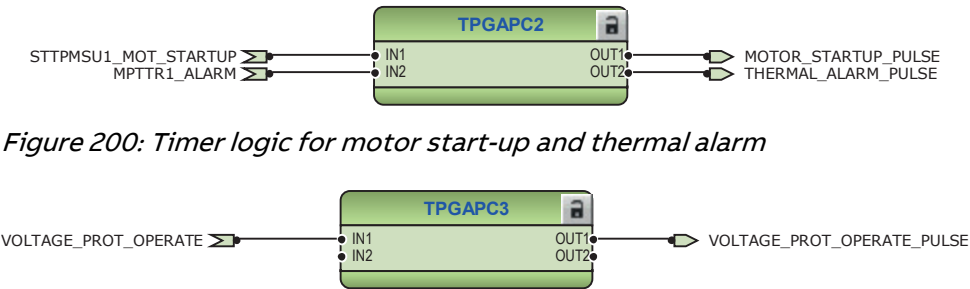 TPGAPC2
STTPMSU1_MOT_STARTUP IN1 OUT1 MOTOR_STARTUP_PULSE
MPTTR1_ALARM IN2 OUT2 THERMAL_ALARM_PULSE
Figure 200: Timer logic for motor start-up and thermal alarm
TPGAPC3
VOLTAGE_PROT_OPERATE IN1 OUT1 VOLTAGE_PROT_OPERATE_PULSE
IN2 OUT2